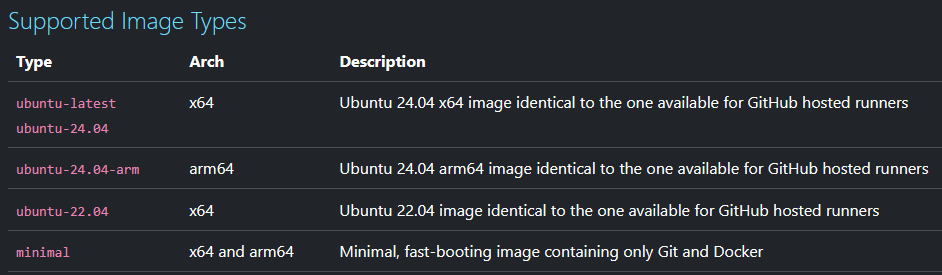 Supported Image Types
Type Arch Description
ubuntu-latest x64 Ubuntu 24.04 x64 image identical to the one available for GitHub hosted runners
ubuntu-24.04
ubuntu-24.04-arm arm64 Ubuntu 24.04 arm64 image identical to the one available for GitHub hosted runners
ubuntu-22.04 x64 Ubuntu 22.04 image identical to the one available for GitHub hosted runners
minimal x64 and arm64 Minimal, fast-booting image containing only Git and Docker